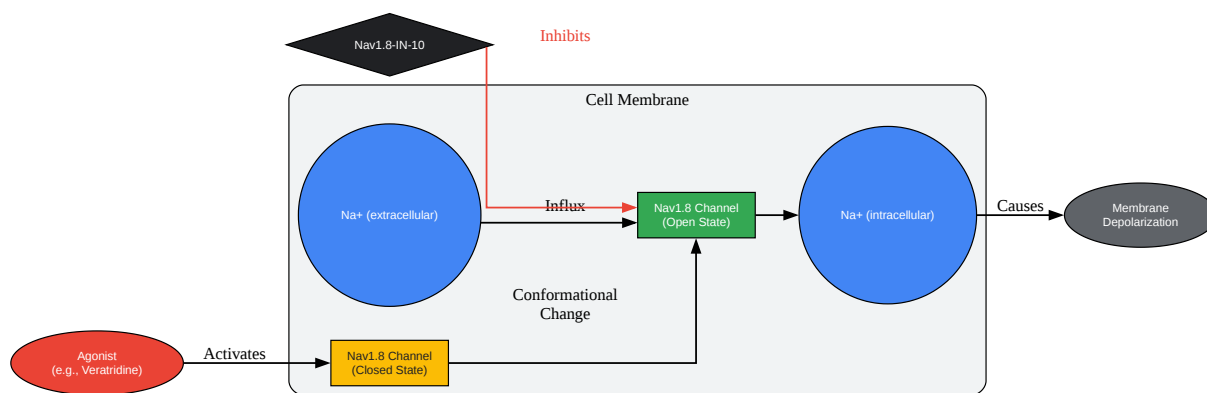 Nav1.8-IN-10
Inhibits
Cell Membrane
Na+ (extracellular)
Influx
Nav1.8 Channel
(Open State)
Na+ (intracellular)
Causes
Membrane
Depolarization
Conformational
Change
Agonist
(e.g., Veratridine)
Activates
Nav1.8 Channel
(Closed State)